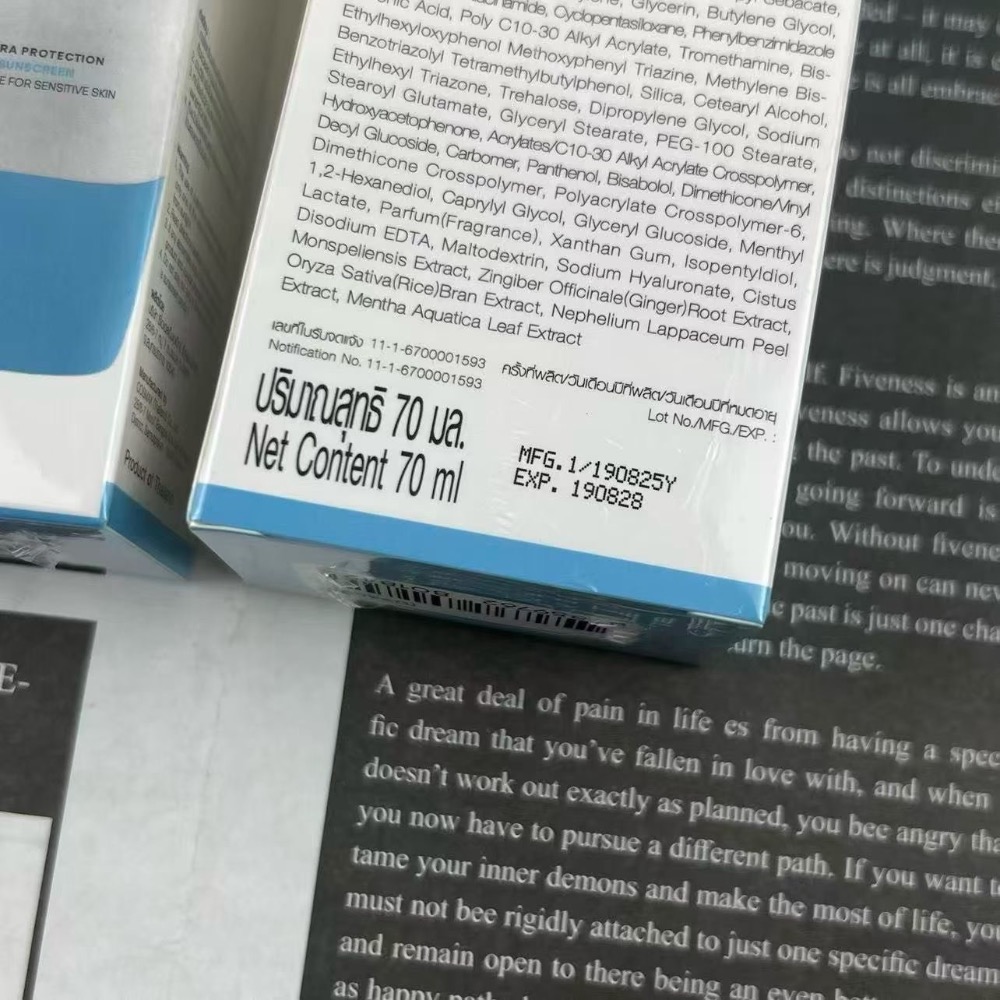 RA PROTECTION
SUNSCREEN
FOR SENSITIVE SKIN
Product of
Sebacate,
Glycerin, Butylene Glycol,
Cyclopentasiloxane, Phenylbenzimidazole
Acid, Poly C10-30 Alkyl Acrylate, Tromethamine, Bis-
Ethylhexyloxyphenol Methoxyphenyl Triazine, Methylene Bis-
Benzotriazolyl Tetramethylbutylphenol, Silica, Cetearyl Alcohol,
Ethylhexyl Triazone, Trehalose, Dipropylene Glycol, Sodium
Stearoyl Glutamate, Glyceryl Stearate, PEG-100 Stearate,
Hydroxyacetophenone, Acrylates/C10-30 Alkyl Acrylate Crosspolymer,
Decyl Glucoside, Carbomer, Panthenol, Bisabolol, Dimethicone/Vinyl
Dimethicone Crosspolymer, Polyacrylate Crosspolymer-6,
1,2-Hexanediol, Caprylyl Glycol, Glyceryl Glucoside, Menthyl
Lactate, Parfum(Fragrance), Xanthan Gum, Isopentyldiol,
Disodium EDTA, Maltodextrin, Sodium Hyaluronate, Cistus
Monspeliensis Extract, Zingiber Officinale(Ginger)Root Extract,
Oryza Sativa(Rice)Bran Extract, Nephelium Lappaceum Peel
Extract, Mentha Aquatica Leaf Extract
เลขที่ใบรับจดแจ้ง 11-1-6700001593
Notification No. 11-1-6700001593
ครั้งที่ผลิต/วันเดือนปีที่ผลิต/วันเดือนปีที่หมดอายุ
Lot No./MFG./EXP. :
ปริมาณสุทธิ 70 มล.
Net Content 70 ml
MFG.1/190825Y
EXP. 190828
it may
at all, it is
is all embrac
not discrimi
distinctions
ng. Where the
ere is judgment,
lf. Fiveness is an
veness allows you
the past. To unde
going forward is
ou. Without fivene
moving on can nev
e past is just one cha
urn the page.
E-
A great deal of pain in life es from having a spec
fic dream that you've fallen in love with, and when
doesn't work out exactly as planned, you bee angry tha
you now have to pursue a different path. If you want t
tame your inner demons and make the most of life, you
must not bee rigidly attached to just one specific dream
and remain open to there being an even
as happy